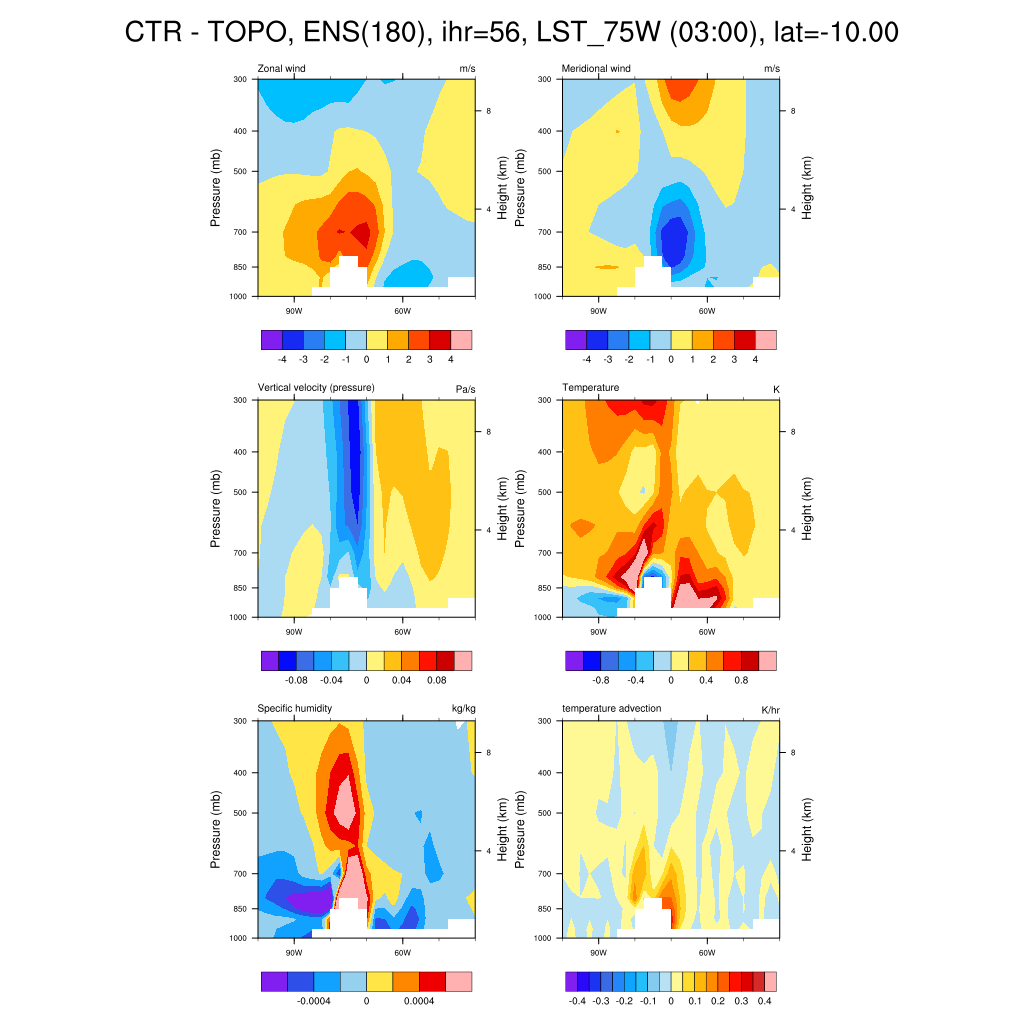 CTR - TOPO, ENS(180), ihr=56, LST_75W (03:00), lat=-10.00
Zonal wind m/s
Pressure (mb)
300
400
500
700
850
1000
8
4
Height (km)
90W 60W
-4 -3 -2 -1 0 1 2 3 4
Meridional wind m/s
Pressure (mb)
300
400
500
700
850
1000
8
4
Height (km)
90W 60W
-4 -3 -2 -1 0 1 2 3 4
Vertical velocity (pressure) Pa/s
Pressure (mb)
300
400
500
700
850
1000
8
4
Height (km)
90W 60W
-0.08 -0.04 0 0.04 0.08
Temperature K
Pressure (mb)
300
400
500
700
850
1000
8
4
Height (km)
90W 60W
-0.8 -0.4 0 0.4 0.8
Specific humidity kg/kg
Pressure (mb)
300
400
500
700
850
1000
8
4
Height (km)
90W 60W
-0.0004 0 0.0004
temperature advection K/hr
Pressure (mb)
300
400
500
700
850
1000
8
4
Height (km)
90W 60W
-0.4 -0.3 -0.2 -0.1 0 0.1 0.2 0.3 0.4